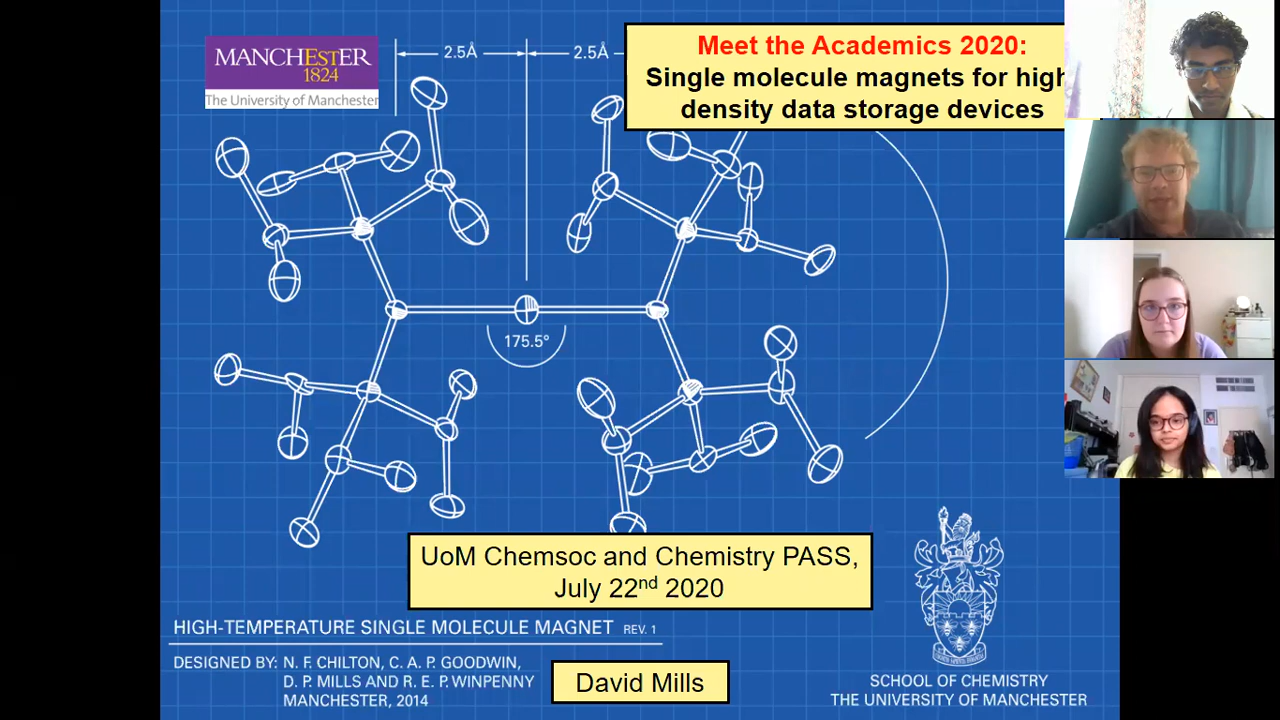 MANCHESTER
1824
The University of Manchester
2.5Å
2.5Å
Meet the Academics 2020:
Single molecule magnets for high
density data storage devices
175.5°
UoM Chemsoc and Chemistry PASS,
July 22nd 2020
HIGH-TEMPERATURE SINGLE MOLECULE MAGNET REV. 1
DESIGNED BY: N. F. CHILTON, C. A. P. GOODWIN,
D. P. MILLS AND R. E. P. WINPENNY
MANCHESTER, 2014
David Mills
SCHOOL OF CHEMISTRY
THE UNIVERSITY OF MANCHESTER